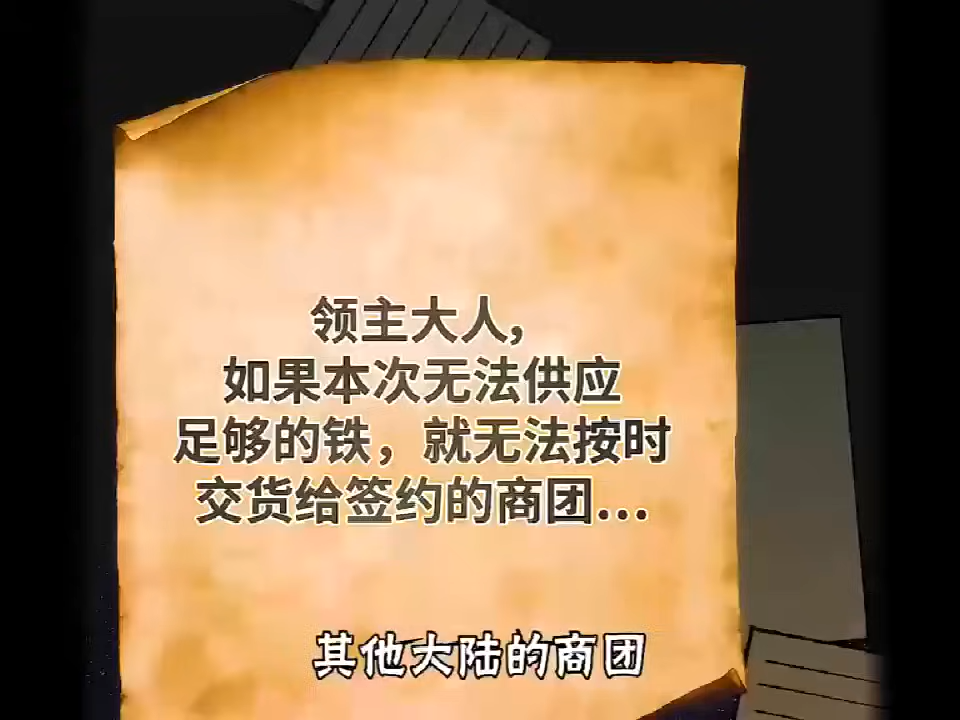 领主大人,
如果本次无法供应
足够的铁，就无法按时
交货给签约的商团...
其他大陆的商团